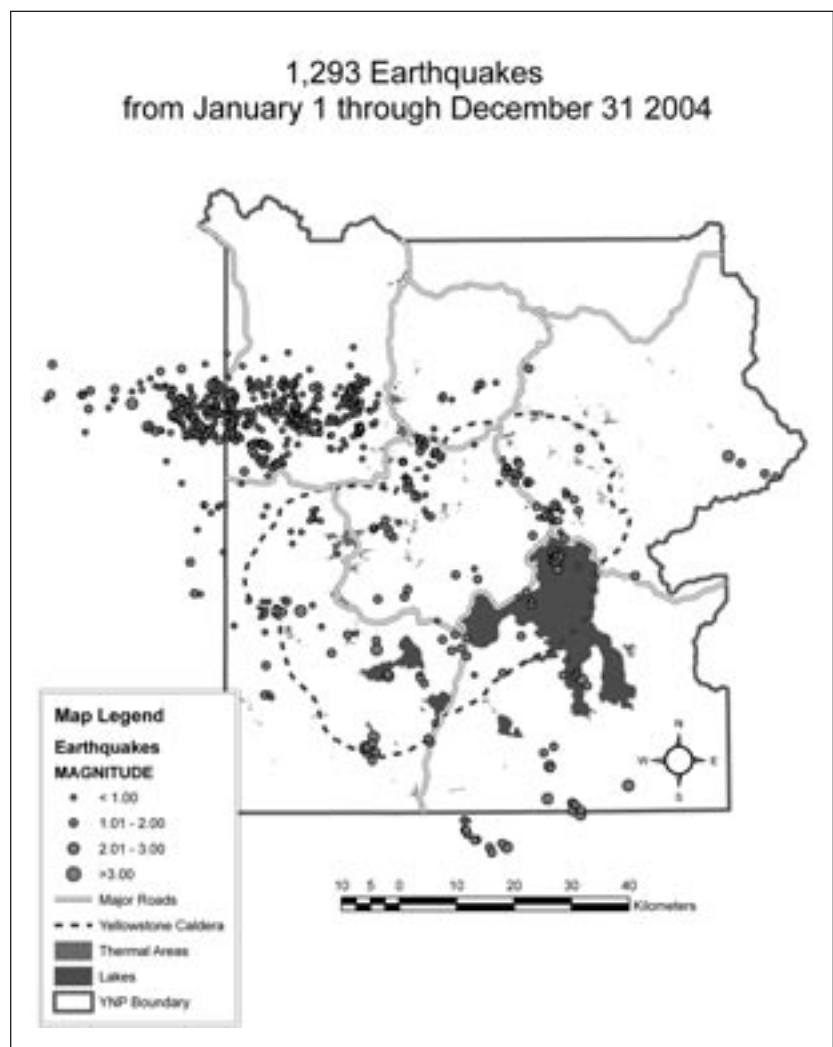 1,293 Earthquakes
from January 1 through December 31 2004
N
W
E
S
Map Legend
Earthquakes
MAGNITUDE
< 1.00
1.01 - 2.00
2.01 - 3.00
>3.00
Major Roads
Yellowstone Caldera
Thermal Areas
Lakes
YNP Boundary
10 5 0 10 20 30 40
Kilometers